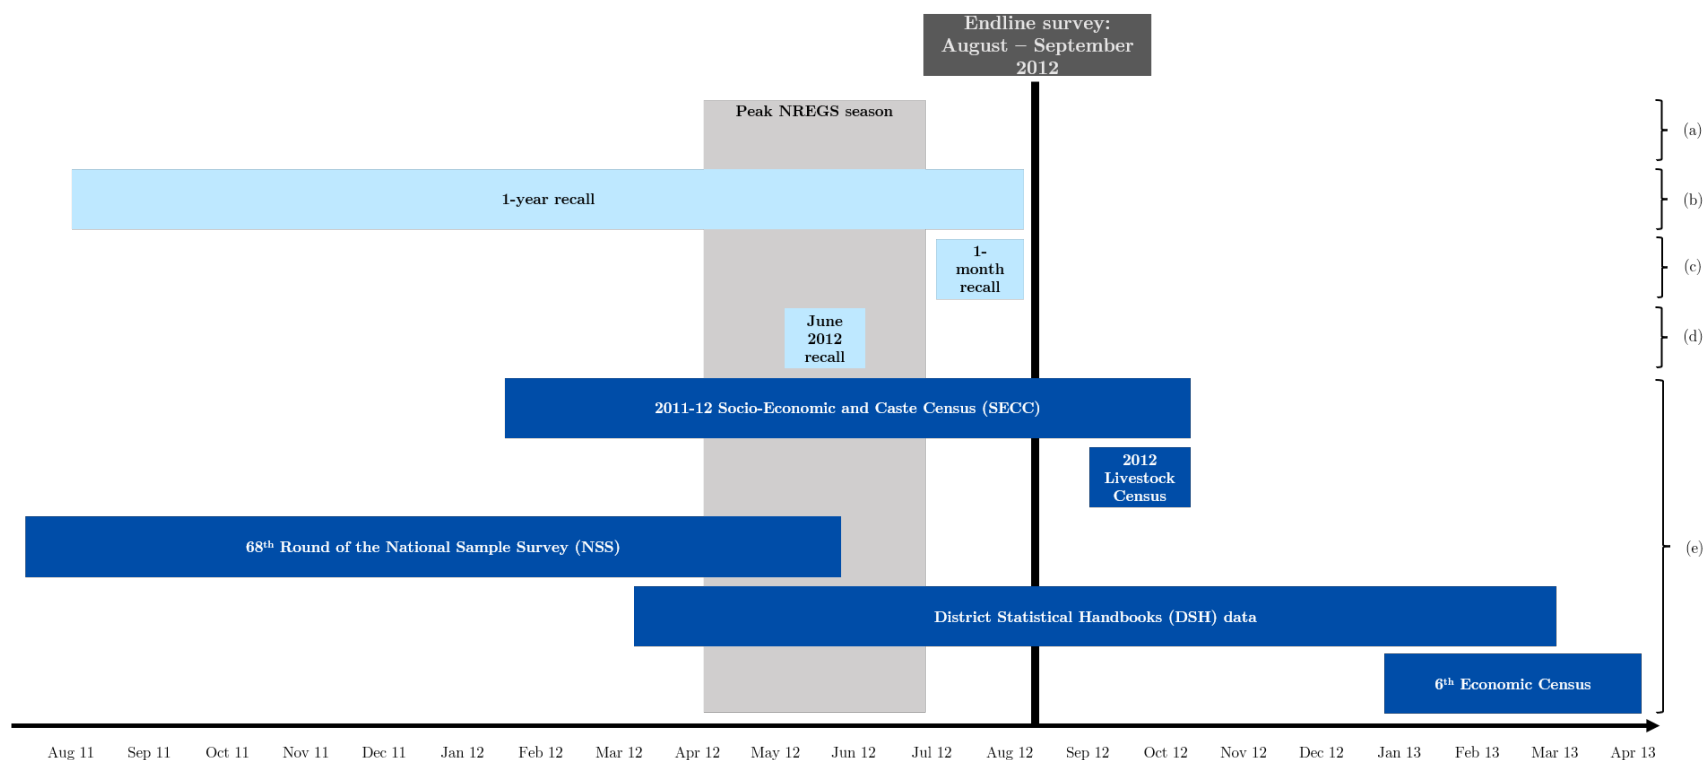 Endline survey:
August – September
2012
Peak NREGS season
(a)
1-year recall
(b)
1-
month
recall
(c)
June
2012
recall
(d)
2011-12 Socio-Economic and Caste Census (SECC)
2012
Livestock
Census
68th Round of the National Sample Survey (NSS)
(e)
District Statistical Handbooks (DSH) data
6th Economic Census
Aug 11 Sep 11 Oct 11 Nov 11 Dec 11 Jan 12 Feb 12 Mar 12 Apr 12 May 12 Jun 12 Jul 12 Aug 12 Sep 12 Oct 12 Nov 12 Dec 12 Jan 13 Feb 13 Mar 13 Apr 13